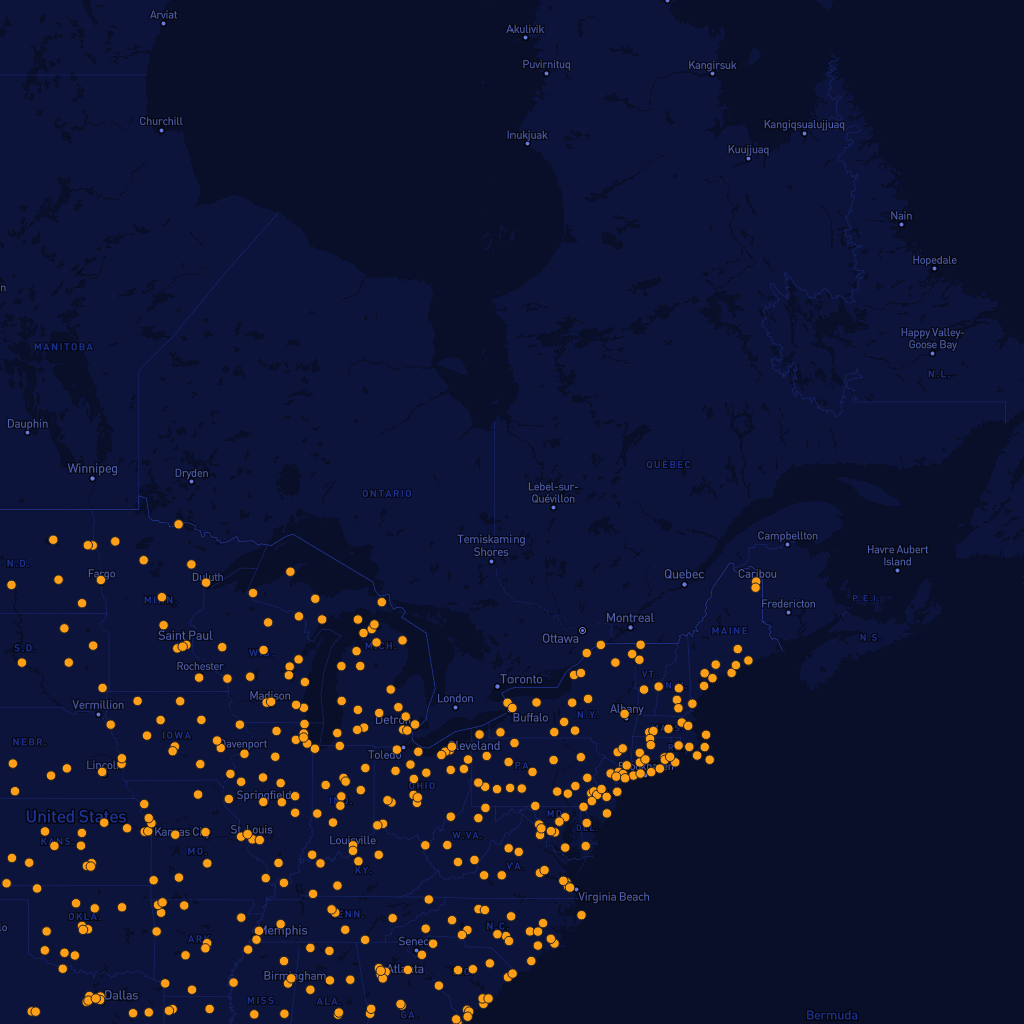 Arviat
Akulivik
Puvirnituq
Kangirsuk
Churchill
Inukjuak
Kangiqsualujjuaq
Kuujjuaq
Nain
Hopedale
Happy Valley-
Goose Bay
MANITOBA
N.L.
Dauphin
Winnipeg
Dryden
QUÉBEC
ONTARIO
Lebel-sur-
Quévillon
Temiskaming
Shores
Campbellton
Havre Aubert
Island
N.D.
Fargo
Duluth
Quebec
Caribou
MINN.
Fredericton
P.E.I.
Montreal
Ottawa
MAINE
N.S.
Saint Paul
S.D.
WIS.
MICH.
Rochester
VT.
Toronto
London
Madison
Vermillion
Albany
Buffalo
N.Y.
Detroit
IOWA
NEBR.
Davenport
Toledo
Cleveland
Lincoln
PA.
OHIO
Springfield
IND.
United States
Kansas City
St. Louis
MD.
DEL.
KANS.
MO.
Louisville
W.VA.
KY.
VA.
Virginia Beach
OKLA.
TENN.
N.C.
Memphis
ARK.
Seneca
Atlanta
Birmingham
Dallas
MISS.
ALA.
GA.
Bermuda